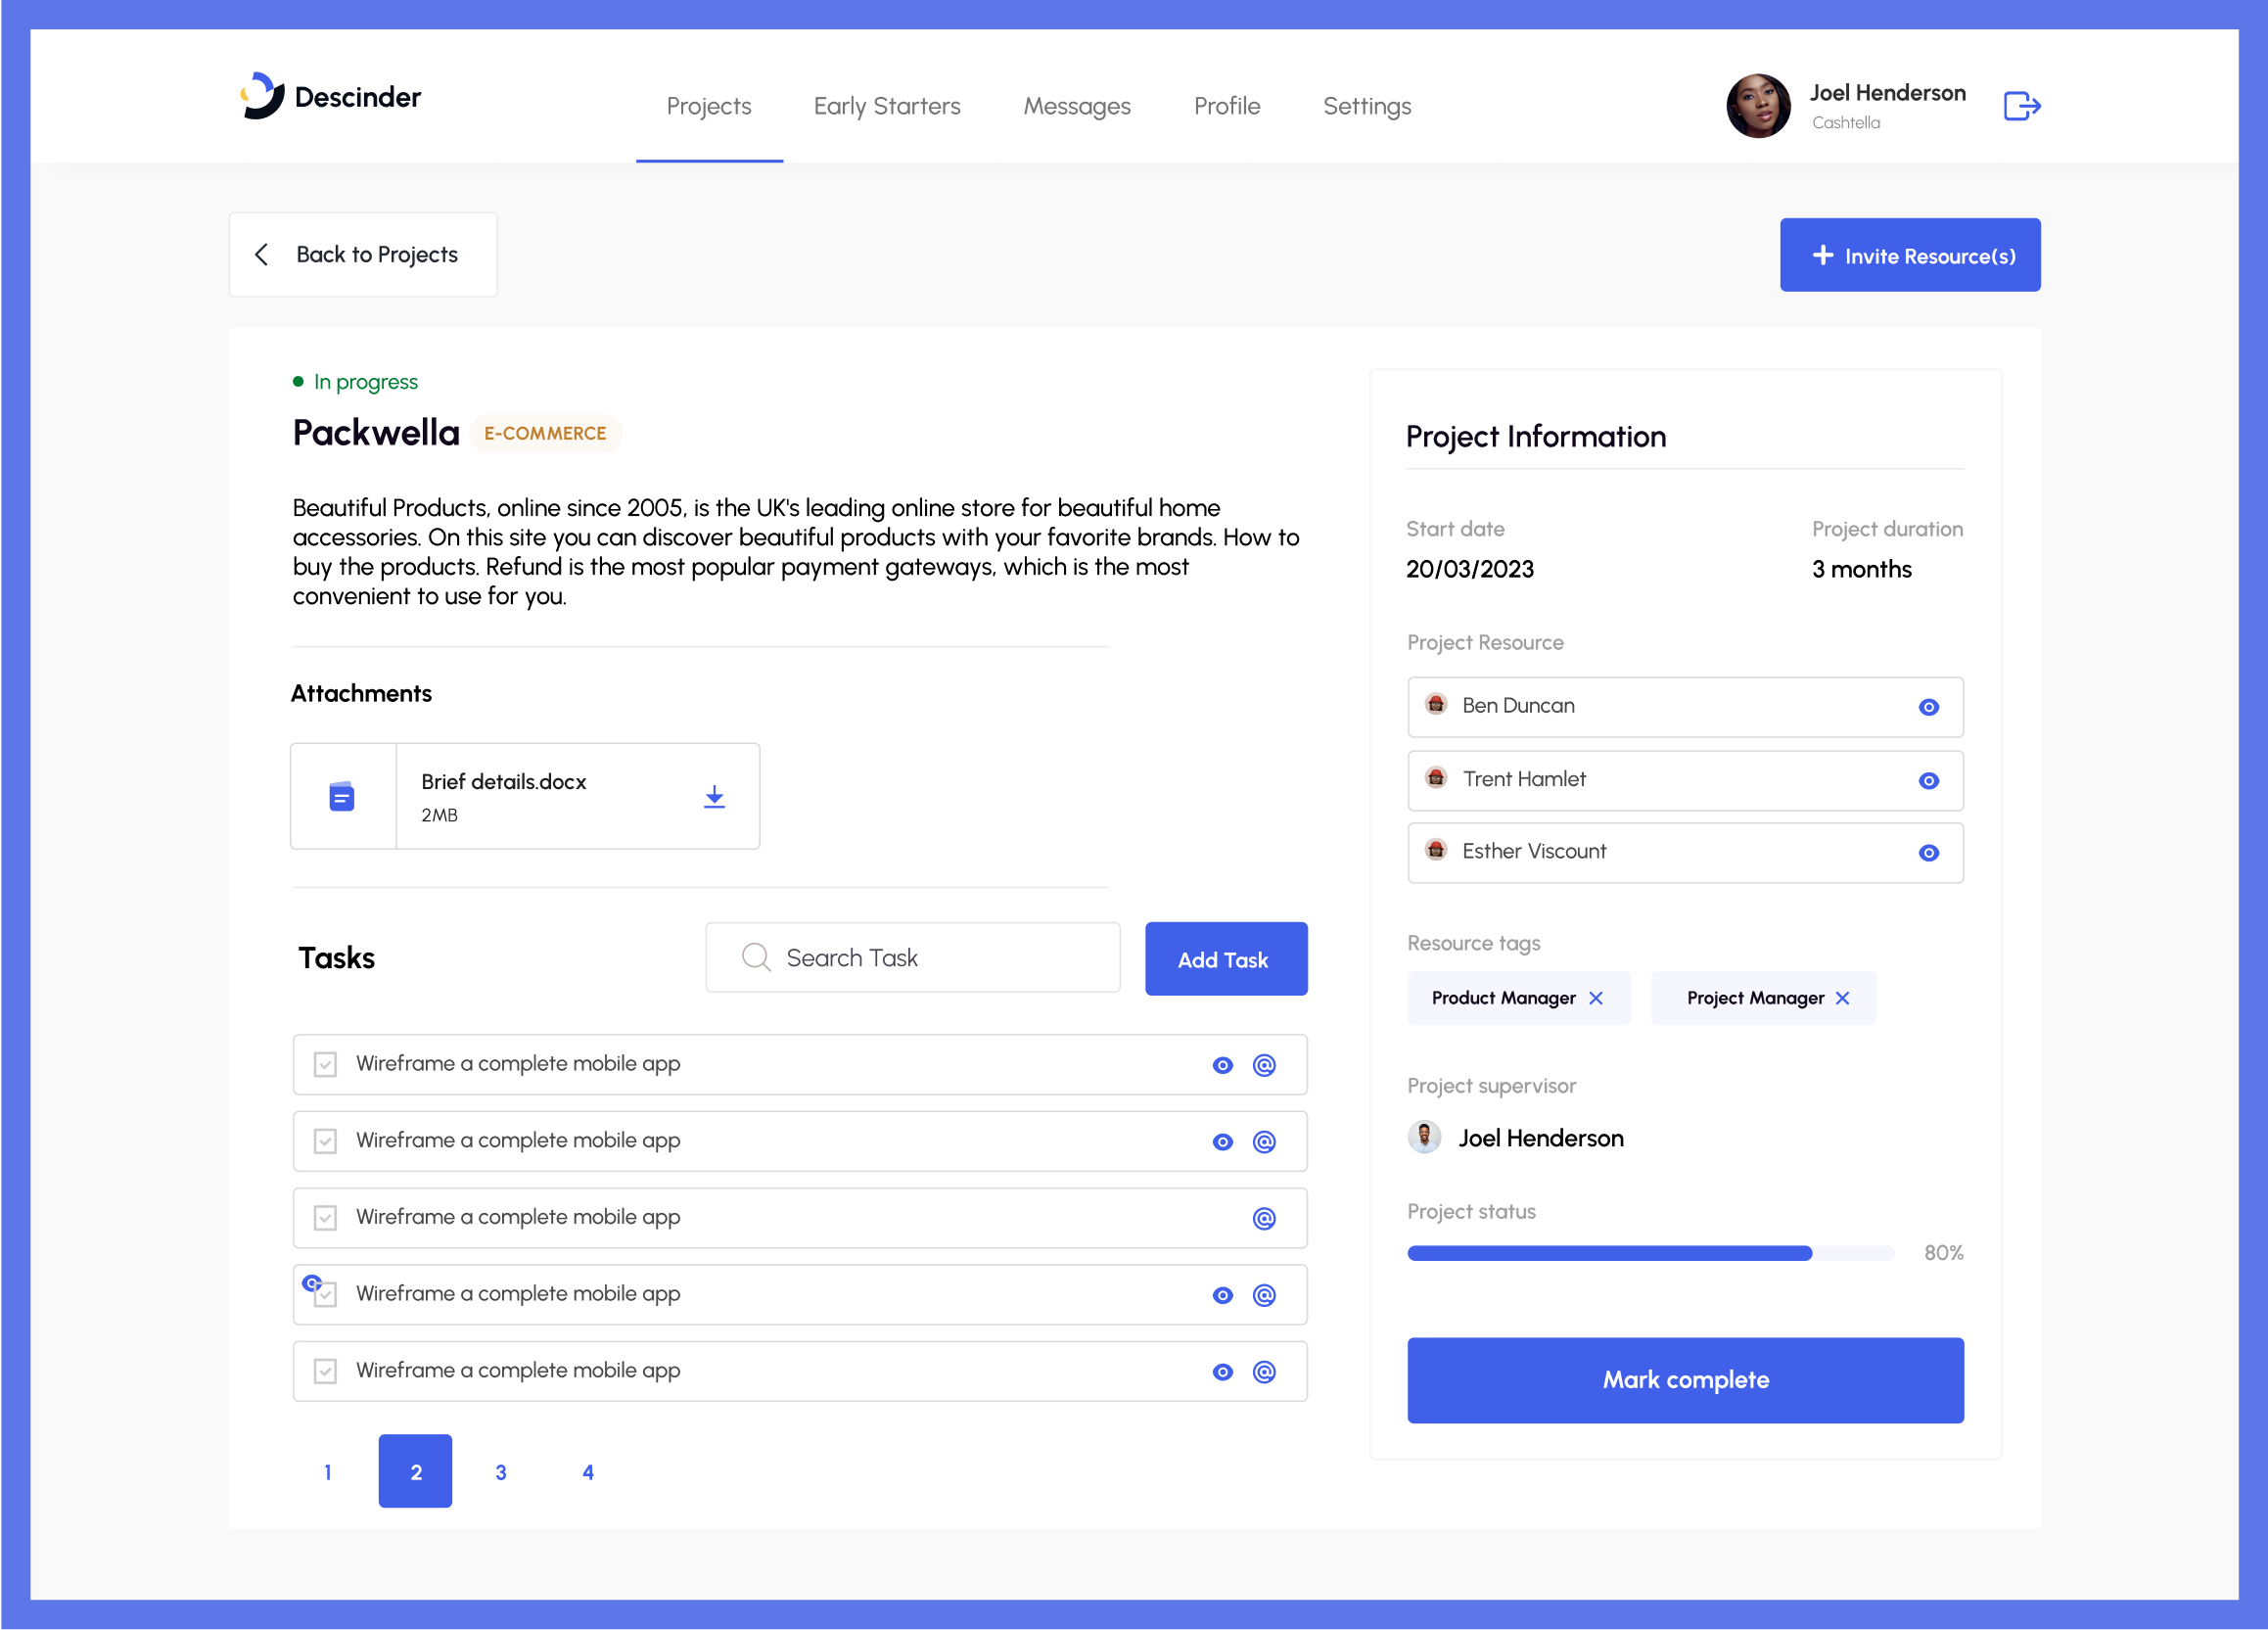 Descinder
Projects
Early Starters
Messages
Profile
Settings
Joel Henderson
Cashtella
Back to Projects
Invite Resource(s)
In progress
Packwella
E-COMMERCE
Beautiful Products, online since 2005, is the UK's leading online store for beautiful home
accessories. On this site you can discover beautiful products with your favorite brands. How to
buy the products. Refund is the most popular payment gateways, which is the most
convenient to use for you.
Attachments
Brief details.docx
2MB
Tasks
Search Task
Add Task
Wireframe a complete mobile app
Wireframe a complete mobile app
Wireframe a complete mobile app
Wireframe a complete mobile app
Wireframe a complete mobile app
1
2
3
4
Project Information
Start date
20/03/2023
Project duration
3 months
Project Resource
Ben Duncan
Trent Hamlet
Esther Viscount
Resource tags
Product Manager
Project Manager
Project supervisor
Joel Henderson
Project status
80%
Mark complete